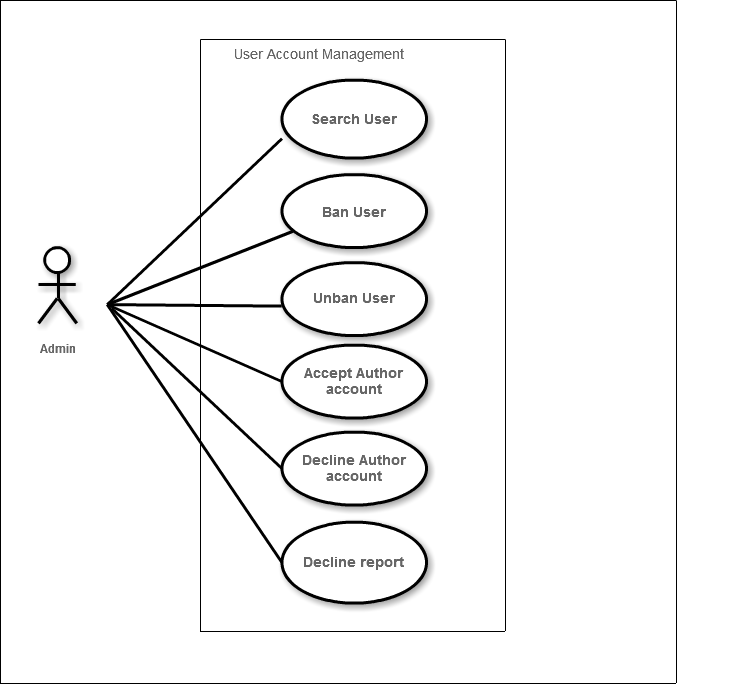 User Account Management
Search User
Ban User
Unban User
Admin
Accept Author
account
Decline Author
account
Decline report